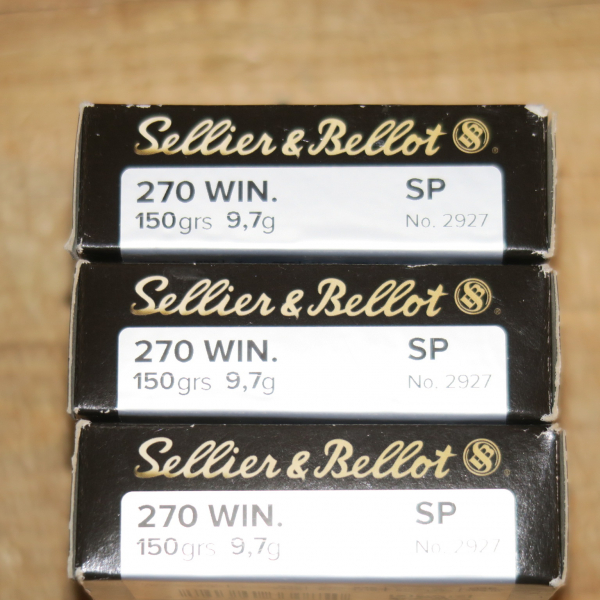 Sellier & Bellot
270 WIN. SP
150grs 9,7g No. 2927
Sellier & Bellot
270 WIN. SP
150grs 9,7g No. 2927
Sellier & Bellot
270 WIN. SP
150grs 9,7g No. 2927